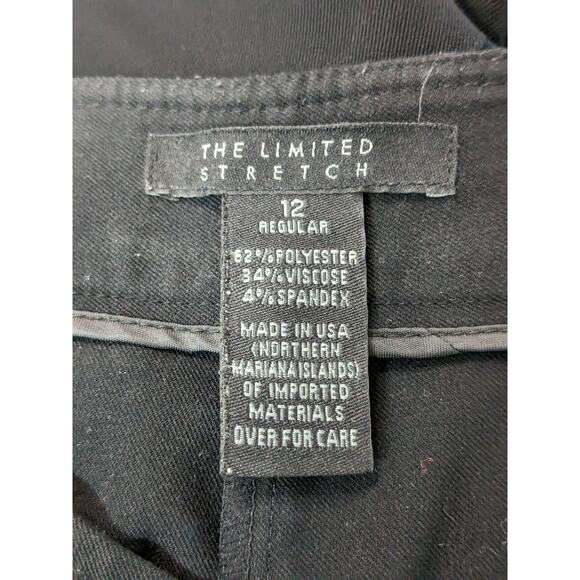 THE LIMITED
STRETCH
12
REGULAR
62%POLYESTER
34%VISCOSE
4%SPANDEX
MADE IN USA
(NORTHERN
MARIANA ISLANDS)
OF IMPORTED
MATERIALS
OVER FOR CARE